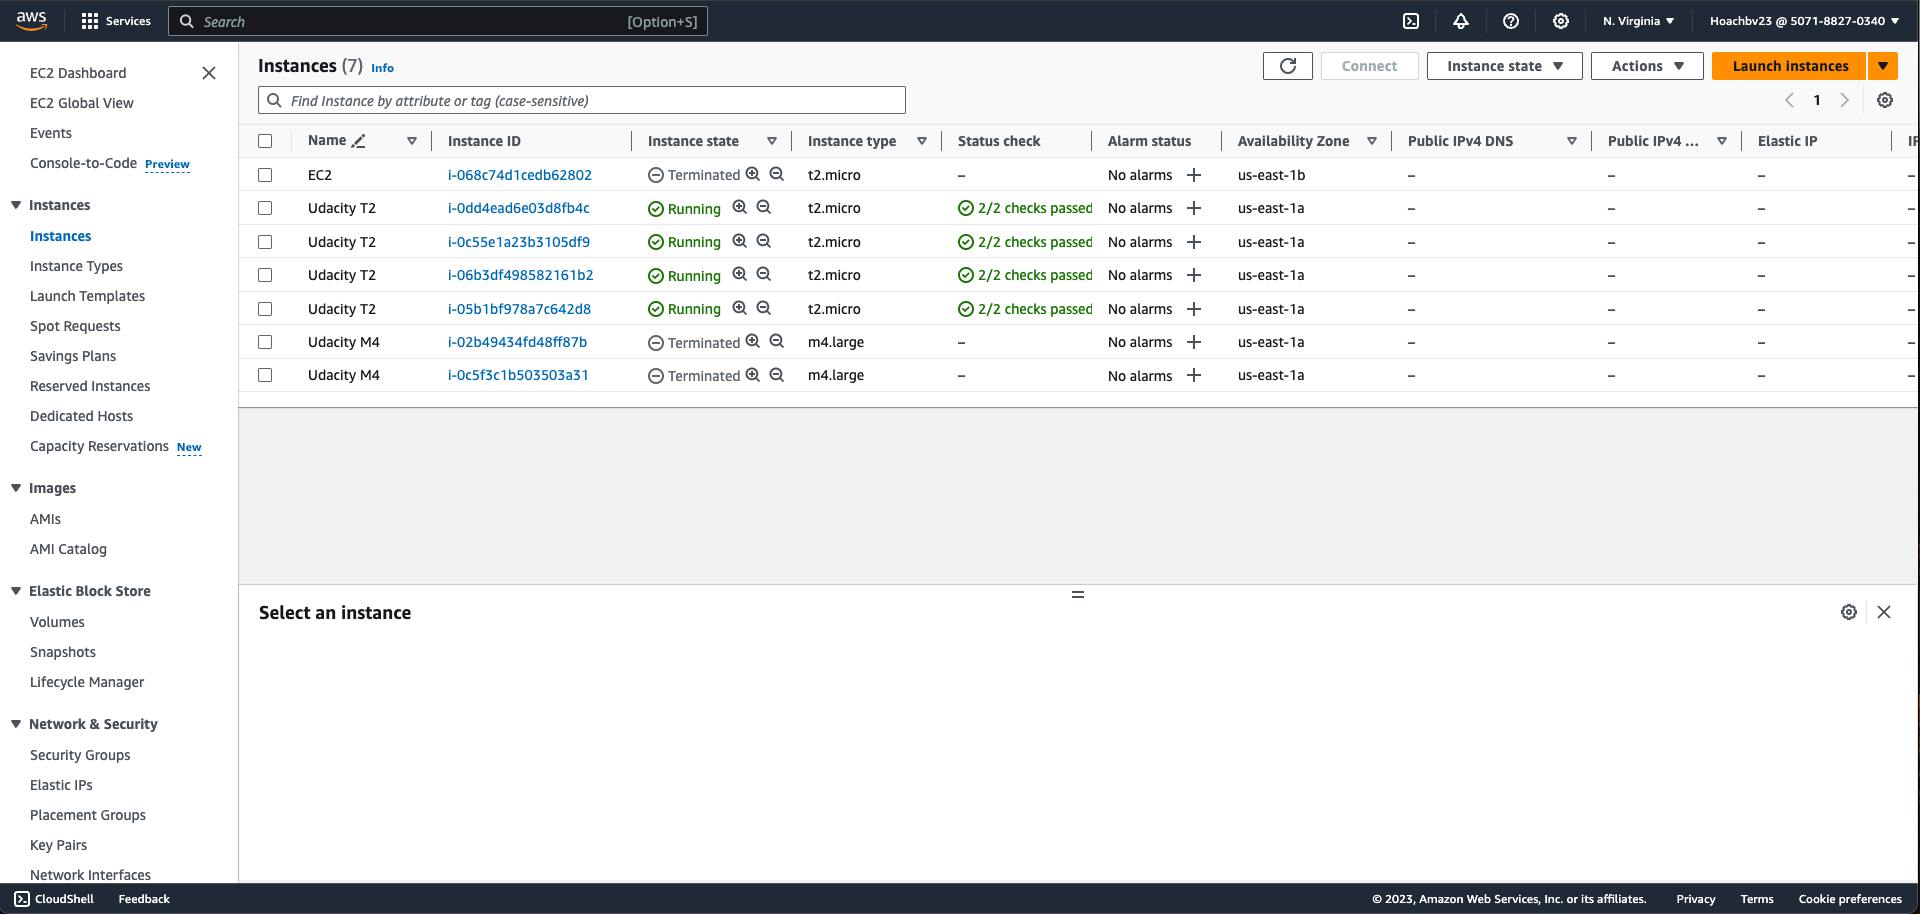 aws
Services
Search [Option+S]
N. Virginia
Hoachbv23 @ 5071-8827-0340
EC2 Dashboard
EC2 Global View
Events
Console-to-Code Preview
Instances
Instances
Instance Types
Launch Templates
Spot Requests
Savings Plans
Reserved Instances
Dedicated Hosts
Capacity Reservations New
Images
AMIs
AMI Catalog
Elastic Block Store
Volumes
Snapshots
Lifecycle Manager
Network & Security
Security Groups
Elastic IPs
Placement Groups
Key Pairs
Network Interfaces
Instances (7) Info
Connect
Instance state
Actions
Launch instances
Find Instance by attribute or tag (case-sensitive)
1
Name Instance ID Instance state Instance type Status check Alarm status Availability Zone Public IPv4 DNS Public IPv4 ... Elastic IP
EC2 i-068c74d1cedb62802 Terminated t2.micro – No alarms us-east-1b – – – –
Udacity T2 i-0dd4ead6e03d8fb4c Running t2.micro 2/2 checks passed No alarms us-east-1a – – – –
Udacity T2 i-0c55e1a23b3105df9 Running t2.micro 2/2 checks passed No alarms us-east-1a – – – –
Udacity T2 i-06b3df498582161b2 Running t2.micro 2/2 checks passed No alarms us-east-1a – – – –
Udacity T2 i-05b1bf978a7c642d8 Running t2.micro 2/2 checks passed No alarms us-east-1a – – – –
Udacity M4 i-02b49434fd48ff87b Terminated m4.large – No alarms us-east-1a – – – –
Udacity M4 i-0c5f3c1b503503a31 Terminated m4.large – No alarms us-east-1a – – – –
Select an instance
CloudShell Feedback © 2023, Amazon Web Services, Inc. or its affiliates. Privacy Terms Cookie preferences